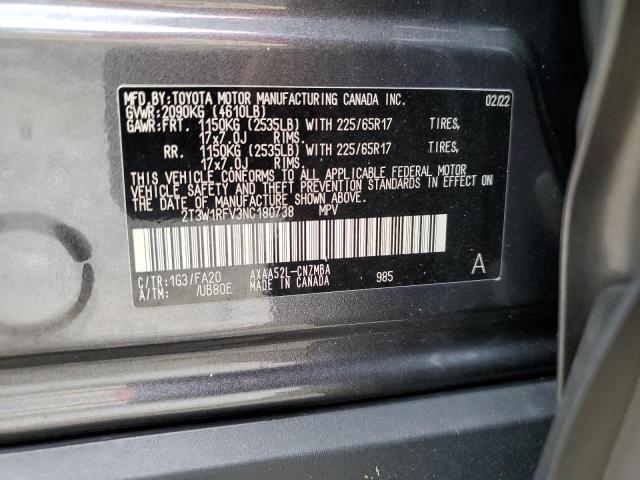 MFD.BY:TOYOTA MOTOR MANUFACTURING CANADA INC. 02/22
GVWR:2090KG (4610LB)
GAWR:FRT. 1150KG (2535LB) WITH 225/65R17 TIRES,
17x7.0J RIMS.
RR. 1150KG (2535LB) WITH 225/65R17 TIRES,
17x7.0J RIMS.
THIS VEHICLE CONFORMS TO ALL APPLICABLE FEDERAL MOTOR
VEHICLE SAFETY AND THEFT PREVENTION STANDARDS IN EFFECT
ON THE DATE OF MANUFACTURE SHOWN ABOVE.
2T3W1RFV3NC180738 MPV
C/TR:1G3/FA20 AXAA52L-CNZMBA 985 A
A/TM: /UB80E MADE IN CANADA